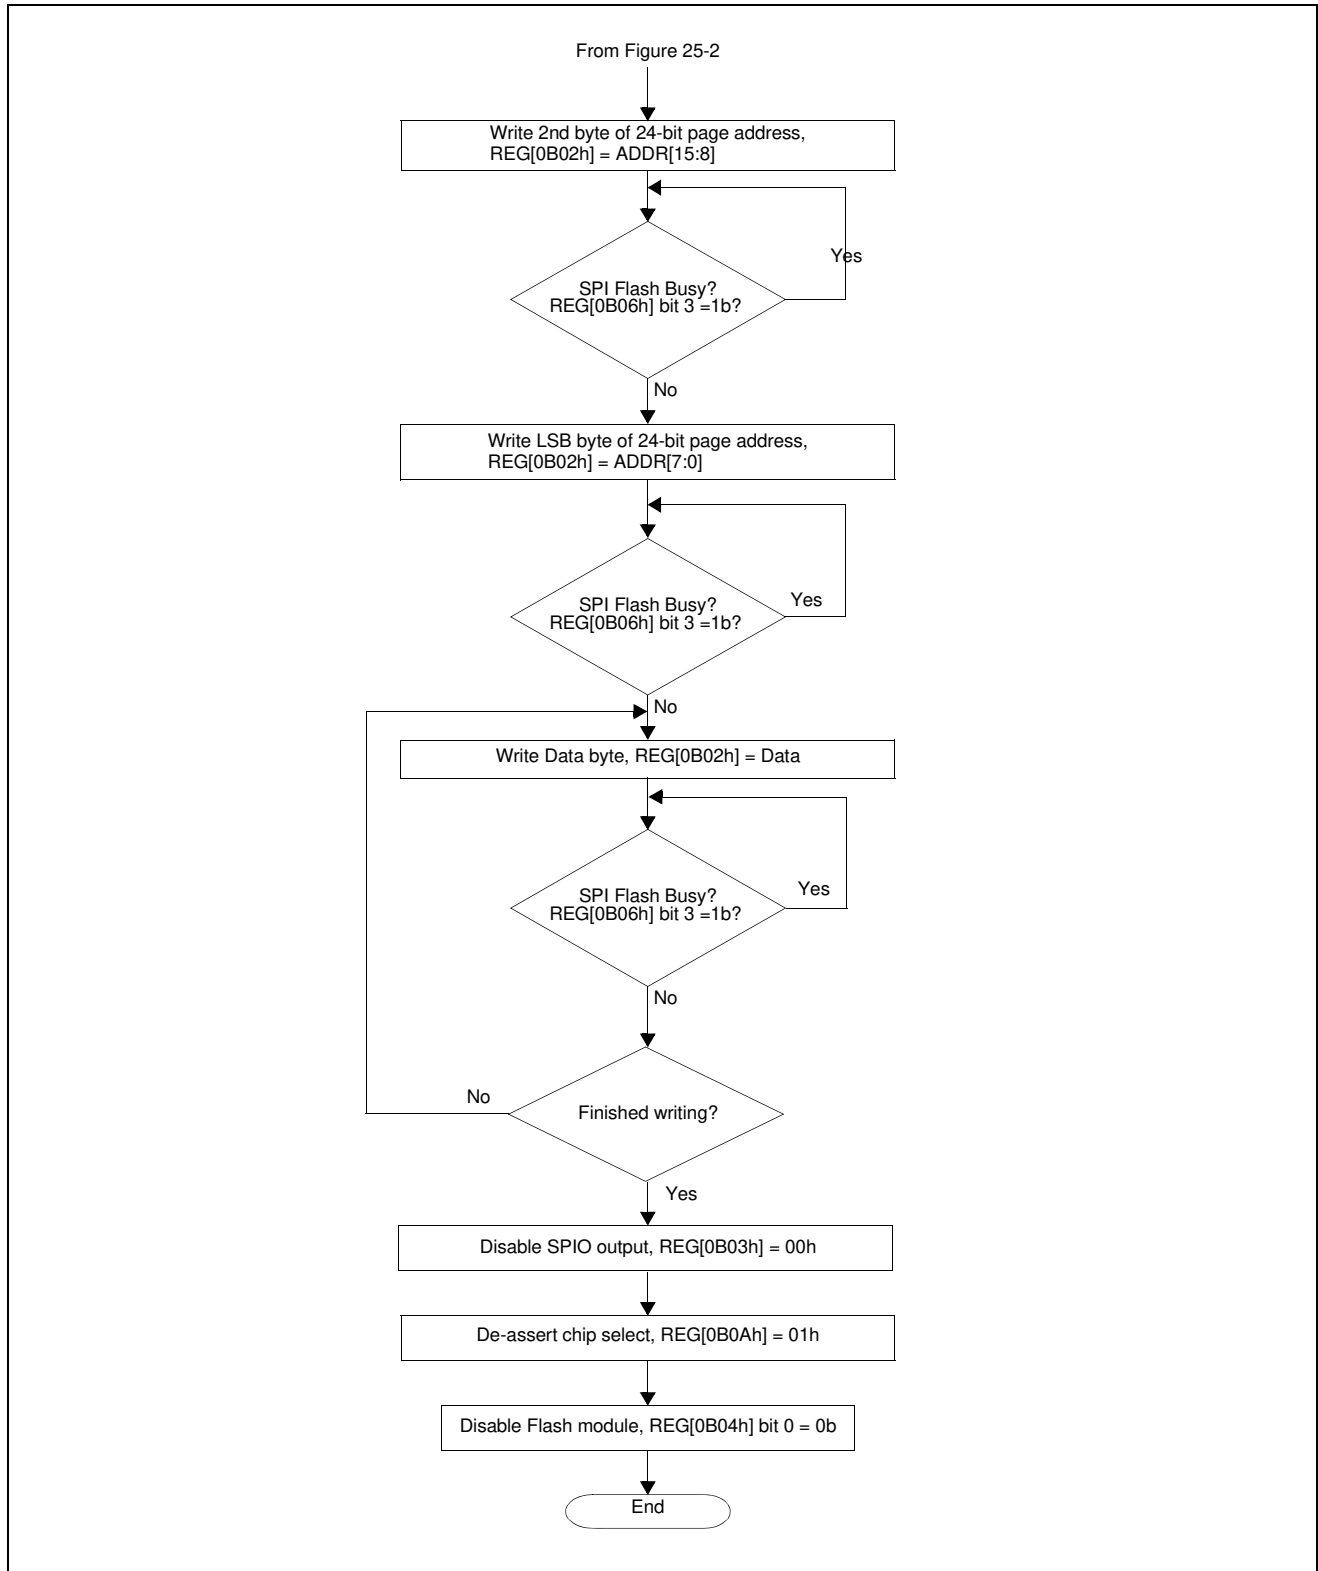 From Figure 25-2
Write 2nd byte of 24-bit page address,
REG[0B02h] = ADDR[15:8]
Yes
SPI Flash Busy?
REG[0B06h] bit 3 =1b?
No
Write LSB byte of 24-bit page address,
REG[0B02h] = ADDR[7:0]
Yes
SPI Flash Busy?
REG[0B06h] bit 3 =1b?
No
Write Data byte, REG[0B02h] = Data
Yes
SPI Flash Busy?
REG[0B06h] bit 3 =1b?
No
No
Finished writing?
Yes
Disable SPIO output, REG[0B03h] = 00h
De-assert chip select, REG[0B0Ah] = 01h
Disable Flash module, REG[0B04h] bit 0 = 0b
End